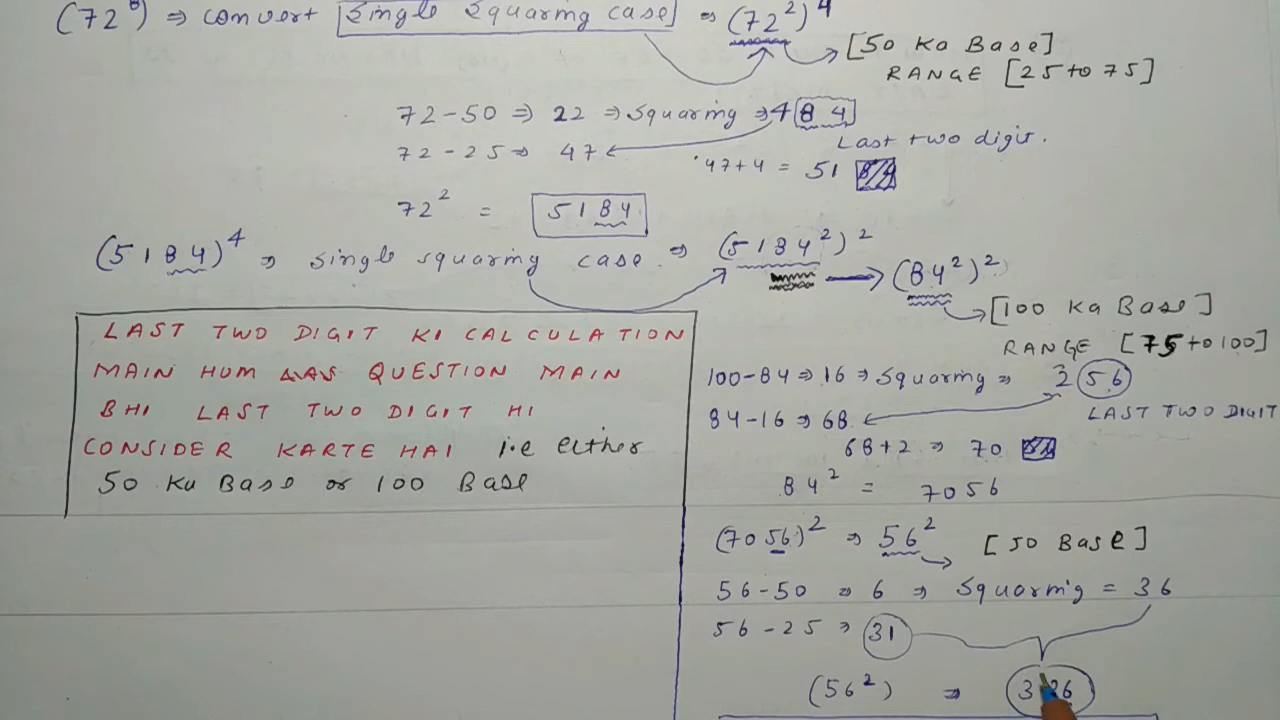 (72⁸) ⇒ convert Single Squaring case ⇒ (72²)⁴
[50 Ka Base]
RANGE [25 to 75]
72-50 ⇒ 22 ⇒ Squaring ⇒ 484
Last two digit.
72-25 ⇒ 47
47+4 = 51
72² = 5184
(5184)⁴ ⇒ single squaring case ⇒ (5184²)²
(84²)²
[100 Ka Base]
RANGE [75 to 100]
LAST TWO DIGIT KI CALCULATION
MAIN HUM QUESTION MAIN
BHI LAST TWO DIGIT HI
CONSIDER KARTE HAI i.e either
50 Ka Base or 100 Base
100-84 ⇒ 16 ⇒ Squaring ⇒ 256
LAST TWO DIGIT
84-16 ⇒ 68
68+2 ⇒ 70
84² = 7056
(7056)² ⇒ 56² [50 Base]
56-50 ⇒ 6 ⇒ Squaring = 36
56-25 ⇒ 31
(56²) ⇒